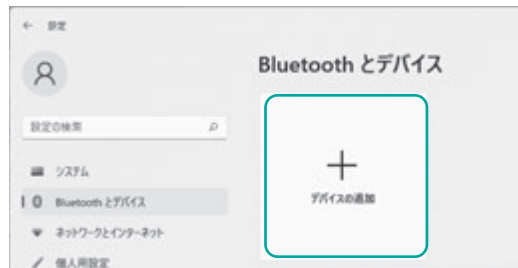 ← 設定
Bluetooth とデバイス
設定の検索
システム
Bluetooth とデバイス
ネットワークとインターネット
個人用設定
デバイスの追加